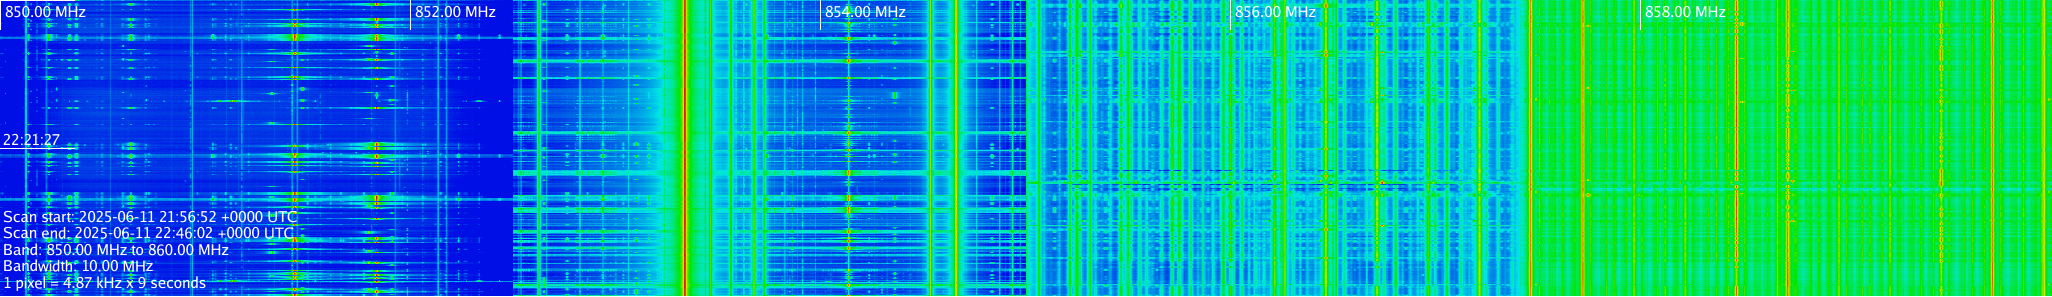 850.00 MHz 852.00 MHz 854.00 MHz 856.00 MHz 858.00 MHz
22:21:27
Scan start: 2025-06-11 21:56:52 +0000 UTC
Scan end: 2025-06-11 22:46:02 +0000 UTC
Band: 850.00 MHz to 860.00 MHz
Bandwidth: 10.00 MHz
1 pixel = 4.87 kHz x 9 seconds